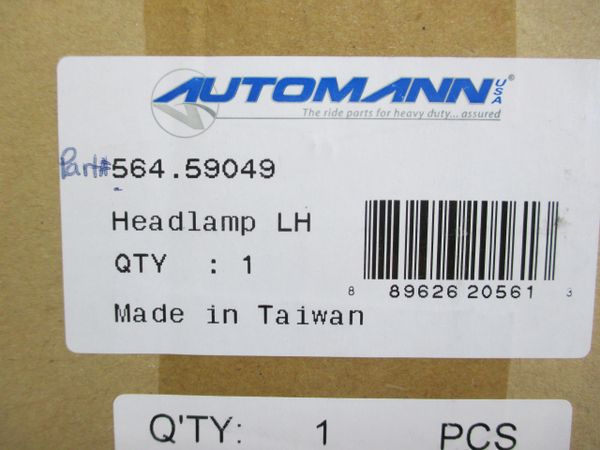 AUTOMANN USA®
The ride parts for heavy duty... assured
Part# 564.59049
Headlamp LH
QTY : 1
8 89626 20561 3
Made in Taiwan
Q'TY: 1 PCS